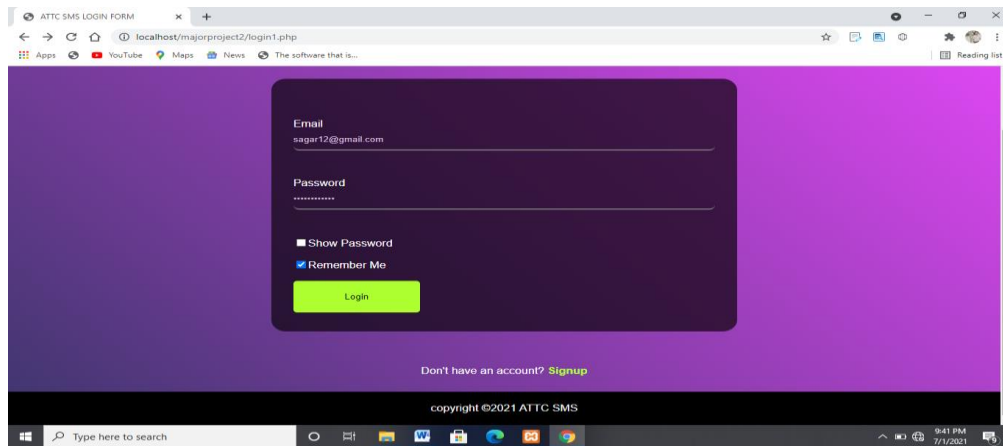 ATTC SMS LOGIN FORM
localhost/majorproject2/login1.php
Apps YouTube Maps News The software that is... Reading list
Email
sagar12@gmail.com
Password
Show Password
Remember Me
Login
Don't have an account? Signup
copyright ©2021 ATTC SMS
Type here to search
9:41 PM
7/1/2021